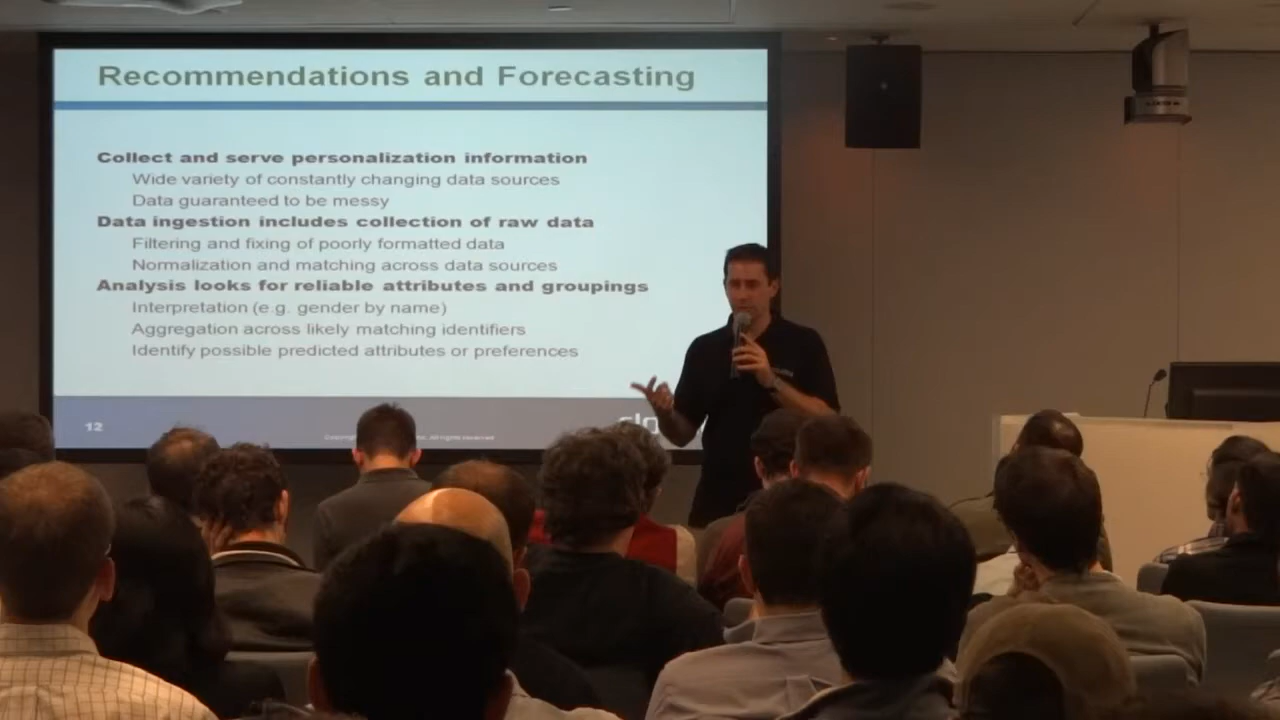 Recommendations and Forecasting
Collect and serve personalization information
Wide variety of constantly changing data sources
Data guaranteed to be messy
Data ingestion includes collection of raw data
Filtering and fixing of poorly formatted data
Normalization and matching across data sources
Analysis looks for reliable attributes and groupings
Interpretation (e.g. gender by name)
Aggregation across likely matching identifiers
Identify possible predicted attributes or preferences
12
All rights reserved